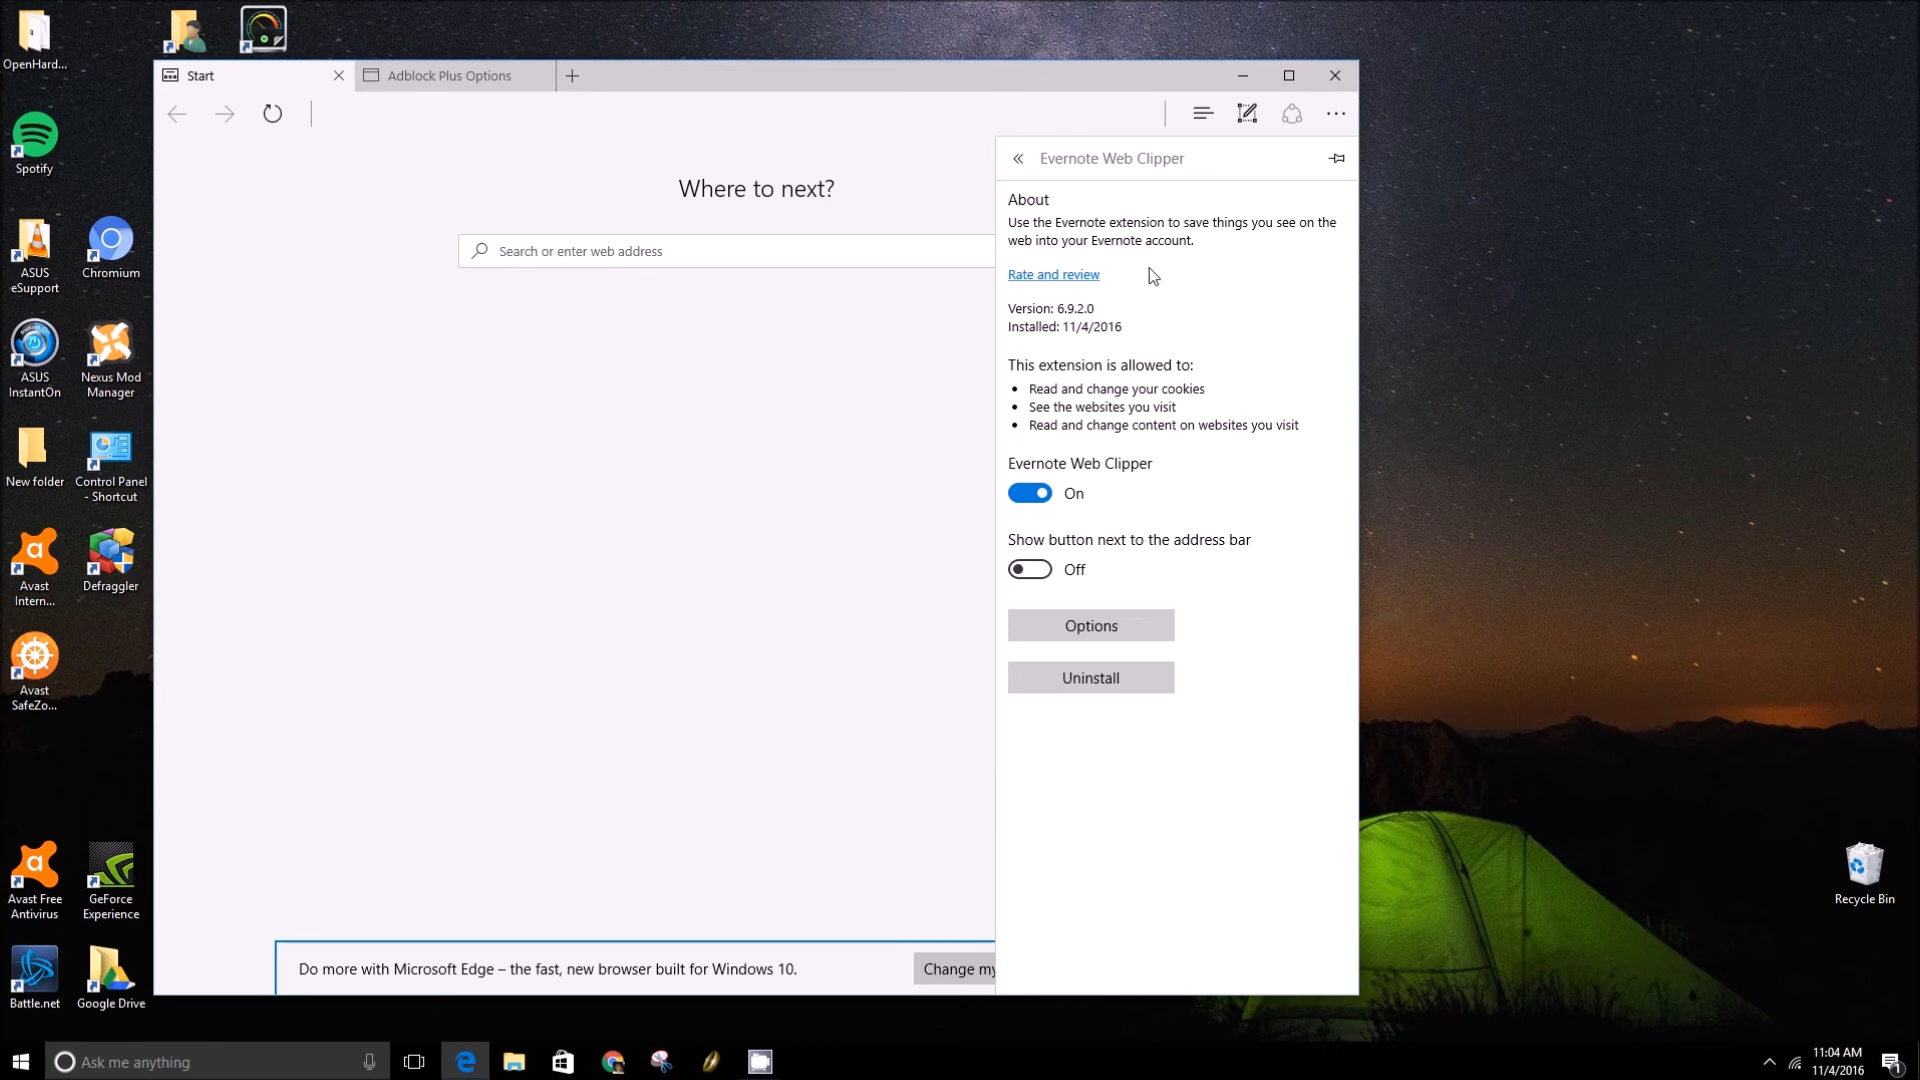 OpenHard...
Spotify
ASUS
eSupport
Chromium
ASUS
InstantOn
Nexus Mod
Manager
New folder
Control Panel
- Shortcut
Avast
Intern...
Defraggler
Avast
SafeZo...
Avast Free
Antivirus
GeForce
Experience
Battle.net
Google Drive
Recycle Bin
Start
Adblock Plus Options
Where to next?
Search or enter web address
Do more with Microsoft Edge – the fast, new browser built for Windows 10.
Change my
Evernote Web Clipper
About
Use the Evernote extension to save things you see on the
web into your Evernote account.
Rate and review
Version: 6.9.2.0
Installed: 11/4/2016
This extension is allowed to:
• Read and change your cookies
• See the websites you visit
• Read and change content on websites you visit
Evernote Web Clipper
On
Show button next to the address bar
Off
Options
Uninstall
Ask me anything
11:04 AM
11/4/2016
1